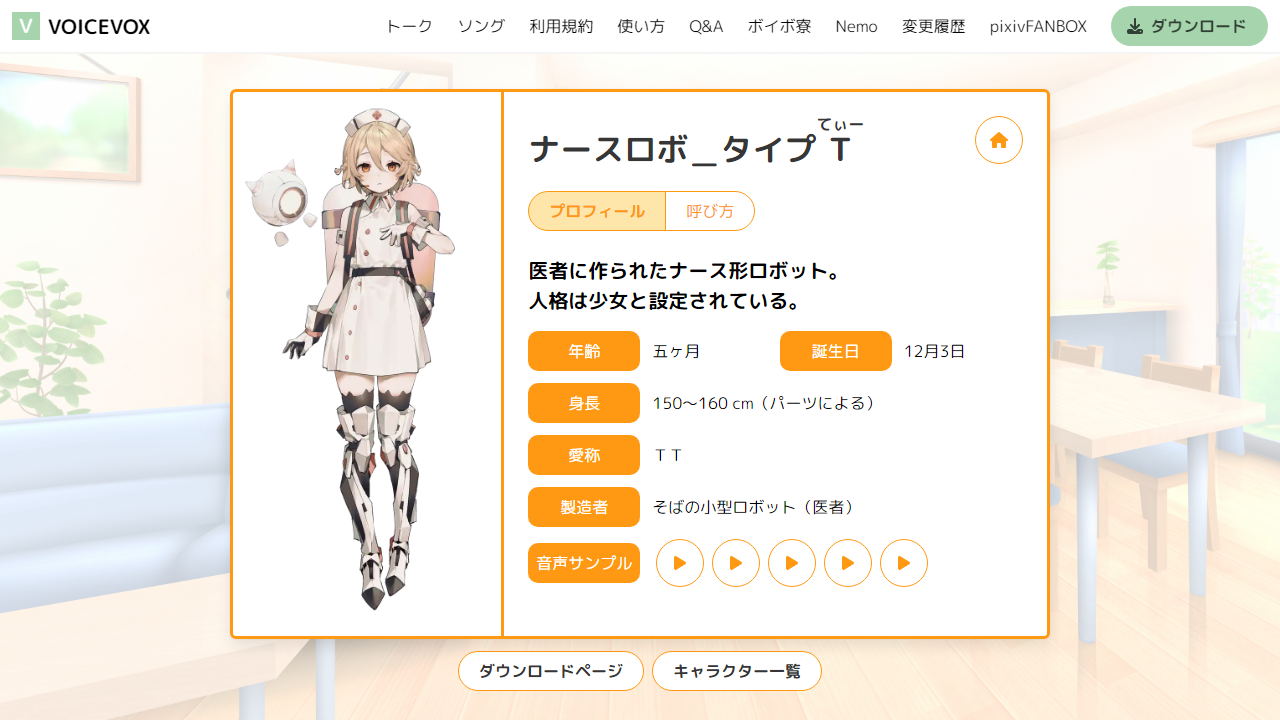 V VOICEVOX トーク ソング 利用規約 使い方 Q&A ボイボ寮 Nemo 変更履歴 pixivFANBOX ダウンロード
てぃー
ナースロボ＿タイプT
プロフィール 呼び方
医者に作られたナース形ロボット。
人格は少女と設定されている。
年齢 五ヶ月 誕生日 12月3日
身長 150～160 cm（パーツによる）
愛称 ＴＴ
製造者 そばの小型ロボット（医者）
音声サンプル
ダウンロードページ キャラクター一覧